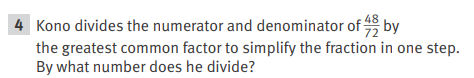 4 Kono divides the numerator and denominator of 48/72 by
the greatest common factor to simplify the fraction in one step.
By what number does he divide?